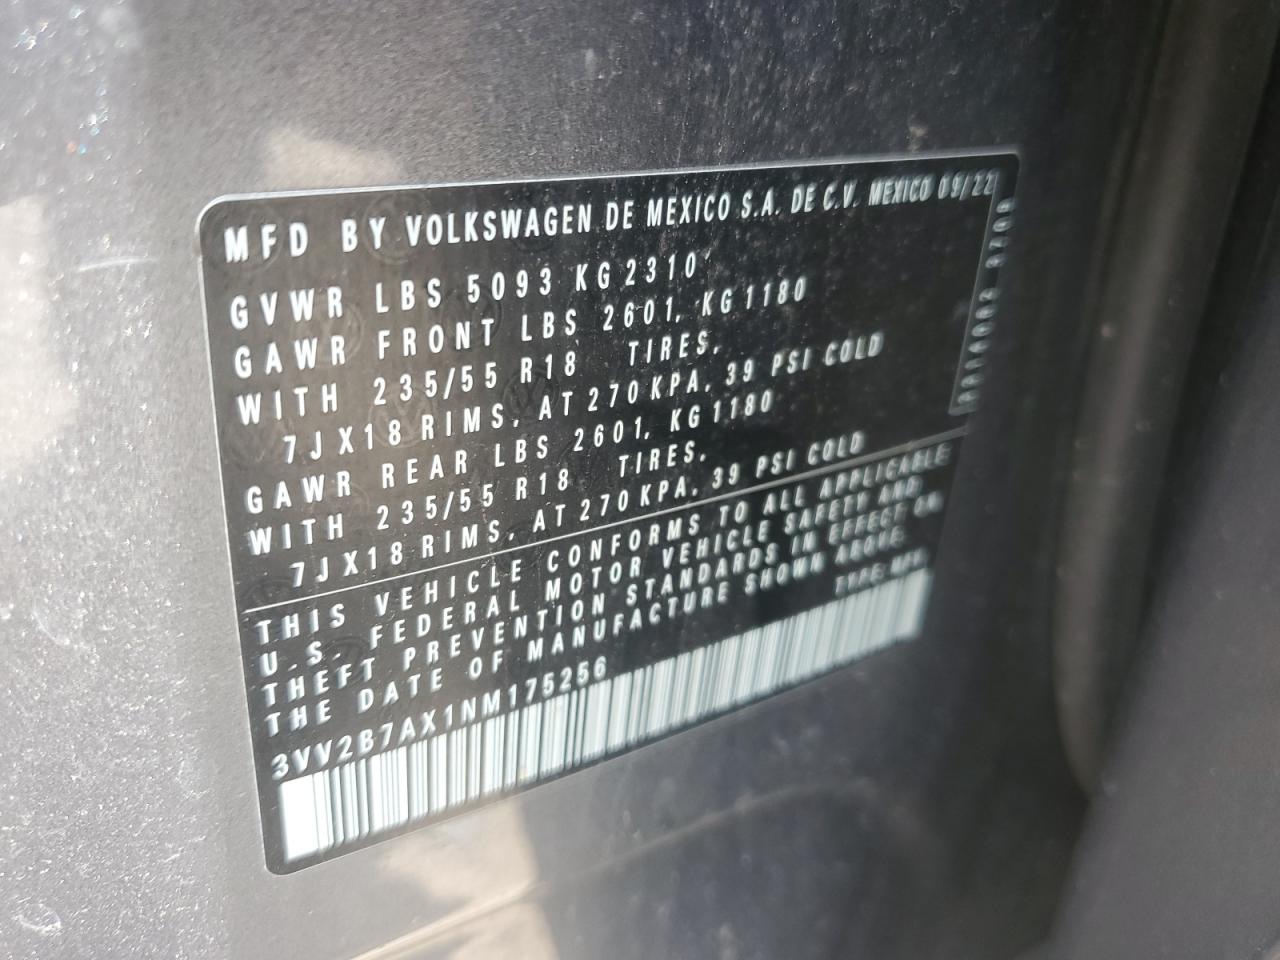 MFD BY VOLKSWAGEN DE MEXICO S.A. DE C.V. MEXICO 09/22
GVWR LBS 5093 KG 2310
GAWR FRONT LBS 2601, KG 1180
WITH 235/55 R18 TIRES,
7JX18 RIMS, AT 270 KPA, 39 PSI COLD
GAWR REAR LBS 2601, KG 1180
WITH 235/55 R18 TIRES,
7JX18 RIMS, AT 270 KPA, 39 PSI COLD
THIS VEHICLE CONFORMS TO ALL APPLICABLE
U.S. FEDERAL MOTOR VEHICLE SAFETY AND
THEFT PREVENTION STANDARDS IN EFFECT ON
THE DATE OF MANUFACTURE SHOWN ABOVE.
3VV2B7AX1NM175256
TYPE: MPV